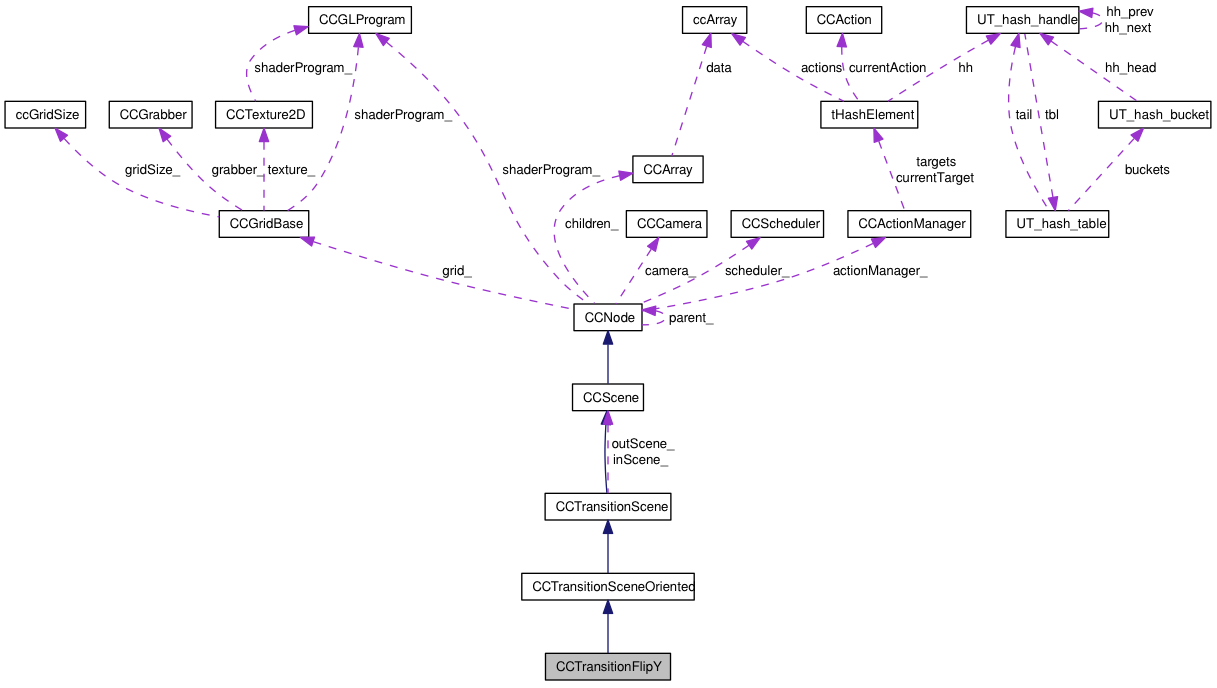 CCGLProgram
ccArray
CCAction
UT_hash_handle
hh_prev
hh_next
shaderProgram_
data
actions
currentAction
hh
hh_head
ccGridSize
CCGrabber
CCTexture2D
shaderProgram_
tHashElement
tail
tbl
UT_hash_bucket
gridSize_
grabber_
texture_
shaderProgram_
CCArray
targets
currentTarget
buckets
CCGridBase
children_
CCCamera
CCScheduler
CCActionManager
UT_hash_table
grid_
camera_
scheduler_
actionManager_
CCNode
parent_
CCScene
outScene_
inScene_
CCTransitionScene
CCTransitionSceneOriented
CCTransitionFlipY